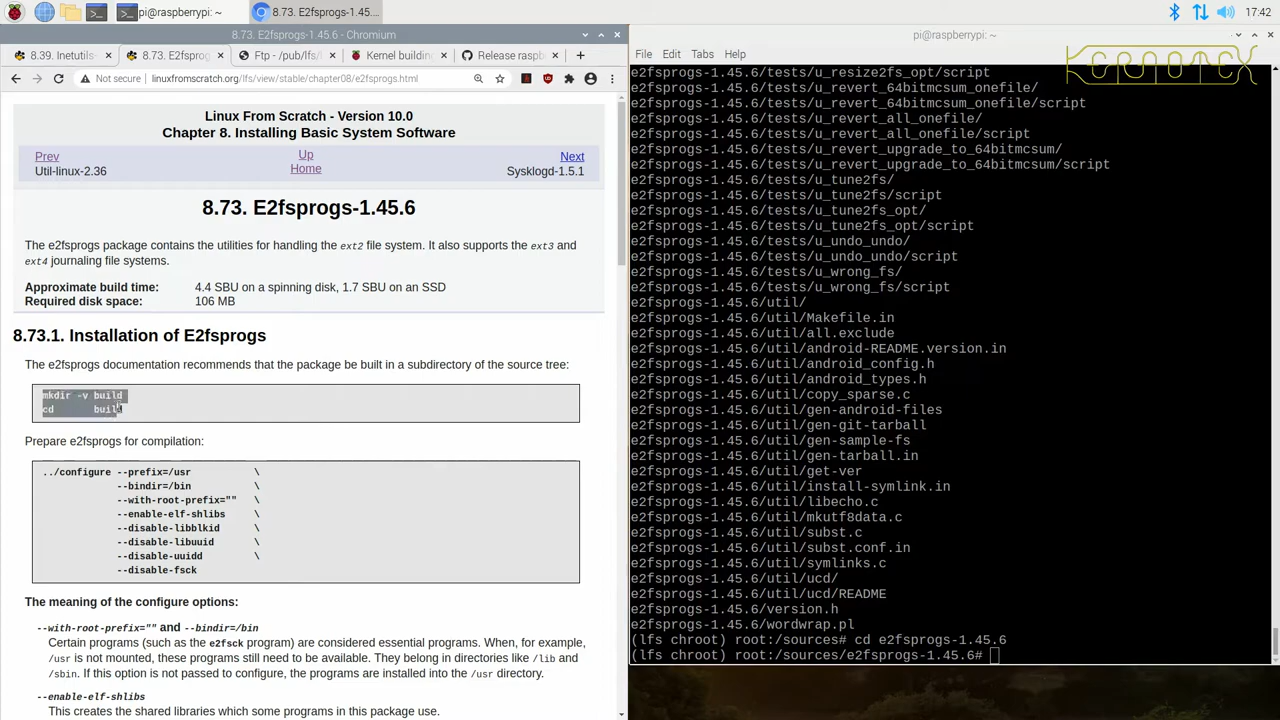 pi@raspberrypi: ~
8.73. E2fsprogs-1.45...
17:42
8.73. E2fsprogs-1.45.6 - Chromium
8.39. Inetutils-
8.73. E2fsprog
Ftp - /pub/lfs/l
Kernel building
Release raspb
Not secure
linuxfromscratch.org/lfs/view/stable/chapter08/e2fsprogs.html
Linux From Scratch - Version 10.0
Chapter 8. Installing Basic System Software
Prev
Up
Next
Util-linux-2.36
Home
Sysklogd-1.5.1
8.73. E2fsprogs-1.45.6
The e2fsprogs package contains the utilities for handling the ext2 file system. It also supports the ext3 and
ext4 journaling file systems.
Approximate build time: 4.4 SBU on a spinning disk, 1.7 SBU on an SSD
Required disk space: 106 MB
8.73.1. Installation of E2fsprogs
The e2fsprogs documentation recommends that the package be built in a subdirectory of the source tree:
mkdir -v build
cd build
Prepare e2fsprogs for compilation:
../configure --prefix=/usr \
--bindir=/bin \
--with-root-prefix="" \
--enable-elf-shlibs \
--disable-libblkid \
--disable-libuuid \
--disable-uuidd \
--disable-fsck
The meaning of the configure options:
--with-root-prefix="" and --bindir=/bin
Certain programs (such as the e2fsck program) are considered essential programs. When, for example,
/usr is not mounted, these programs still need to be available. They belong in directories like /lib and
/sbin. If this option is not passed to configure, the programs are installed into the /usr directory.
--enable-elf-shlibs
This creates the shared libraries which some programs in this package use.
pi@raspberrypi: ~
File Edit Tabs Help
KERNOTEX
e2fsprogs-1.45.6/tests/u_resize2fs_opt/script
e2fsprogs-1.45.6/tests/u_revert_64bitmcsum_onefile/
e2fsprogs-1.45.6/tests/u_revert_64bitmcsum_onefile/script
e2fsprogs-1.45.6/tests/u_revert_all_onefile/
e2fsprogs-1.45.6/tests/u_revert_all_onefile/script
e2fsprogs-1.45.6/tests/u_revert_upgrade_to_64bitmcsum/
e2fsprogs-1.45.6/tests/u_revert_upgrade_to_64bitmcsum/script
e2fsprogs-1.45.6/tests/u_tune2fs/
e2fsprogs-1.45.6/tests/u_tune2fs/script
e2fsprogs-1.45.6/tests/u_tune2fs_opt/
e2fsprogs-1.45.6/tests/u_tune2fs_opt/script
e2fsprogs-1.45.6/tests/u_undo_undo/
e2fsprogs-1.45.6/tests/u_undo_undo/script
e2fsprogs-1.45.6/tests/u_wrong_fs/
e2fsprogs-1.45.6/tests/u_wrong_fs/script
e2fsprogs-1.45.6/util/
e2fsprogs-1.45.6/util/Makefile.in
e2fsprogs-1.45.6/util/all.exclude
e2fsprogs-1.45.6/util/android-README.version.in
e2fsprogs-1.45.6/util/android_config.h
e2fsprogs-1.45.6/util/android_types.h
e2fsprogs-1.45.6/util/copy_sparse.c
e2fsprogs-1.45.6/util/gen-android-files
e2fsprogs-1.45.6/util/gen-git-tarball
e2fsprogs-1.45.6/util/gen-sample-fs
e2fsprogs-1.45.6/util/gen-tarball.in
e2fsprogs-1.45.6/util/get-ver
e2fsprogs-1.45.6/util/install-symlink.in
e2fsprogs-1.45.6/util/libecho.c
e2fsprogs-1.45.6/util/mkutf8data.c
e2fsprogs-1.45.6/util/subst.c
e2fsprogs-1.45.6/util/subst.conf.in
e2fsprogs-1.45.6/util/symlinks.c
e2fsprogs-1.45.6/util/ucd/
e2fsprogs-1.45.6/util/ucd/README
e2fsprogs-1.45.6/version.h
e2fsprogs-1.45.6/wordwrap.pl
(lfs chroot) root:/sources# cd e2fsprogs-1.45.6
(lfs chroot) root:/sources/e2fsprogs-1.45.6#